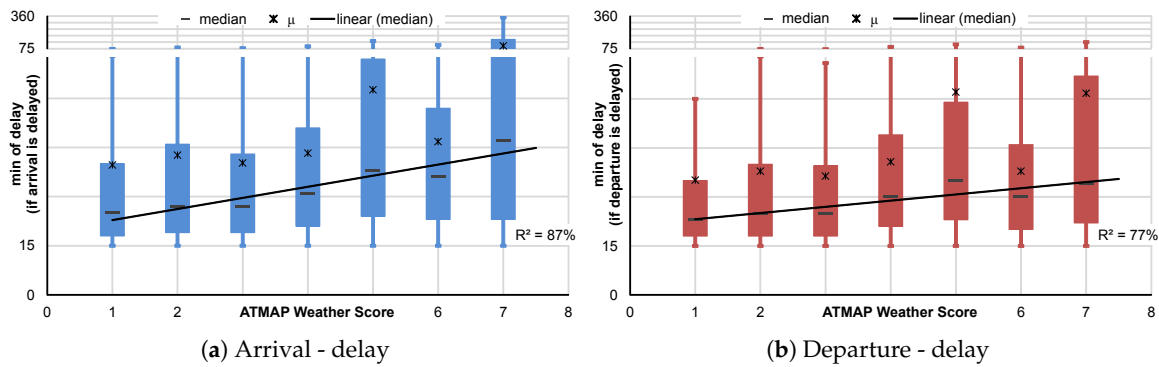 360
median μ linear (median)
75
min of delay
(if arrival is delayed)
R² = 87%
15
0
0 1 2 ATMAP Weather Score 6 7 8
(a) Arrival - delay
360
median μ linear (median)
75
min of delay
(if departure is delayed)
R² = 77%
15
0
0 1 2 ATMAP Weather Score 6 7 8
(b) Departure - delay